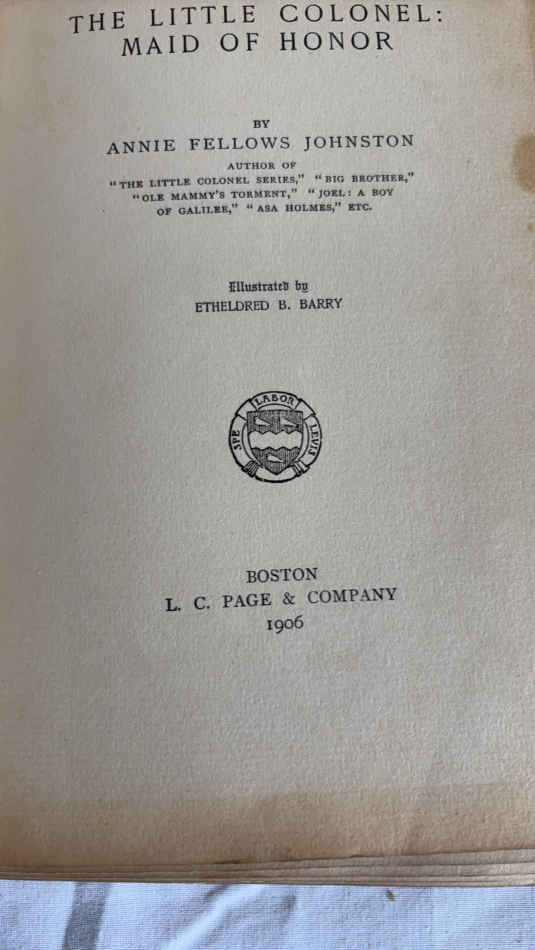 THE LITTLE COLONEL:
MAID OF HONOR
BY
ANNIE FELLOWS JOHNSTON
AUTHOR OF
"THE LITTLE COLONEL SERIES," "BIG BROTHER,"
"OLE MAMMY'S TORMENT," "JOEL: A BOY
OF GALILEE," "ASA HOLMES," ETC.
Illustrated by
ETHELDRED B. BARRY
SPE LABOR LEVIS
BOSTON
L. C. PAGE & COMPANY
1906